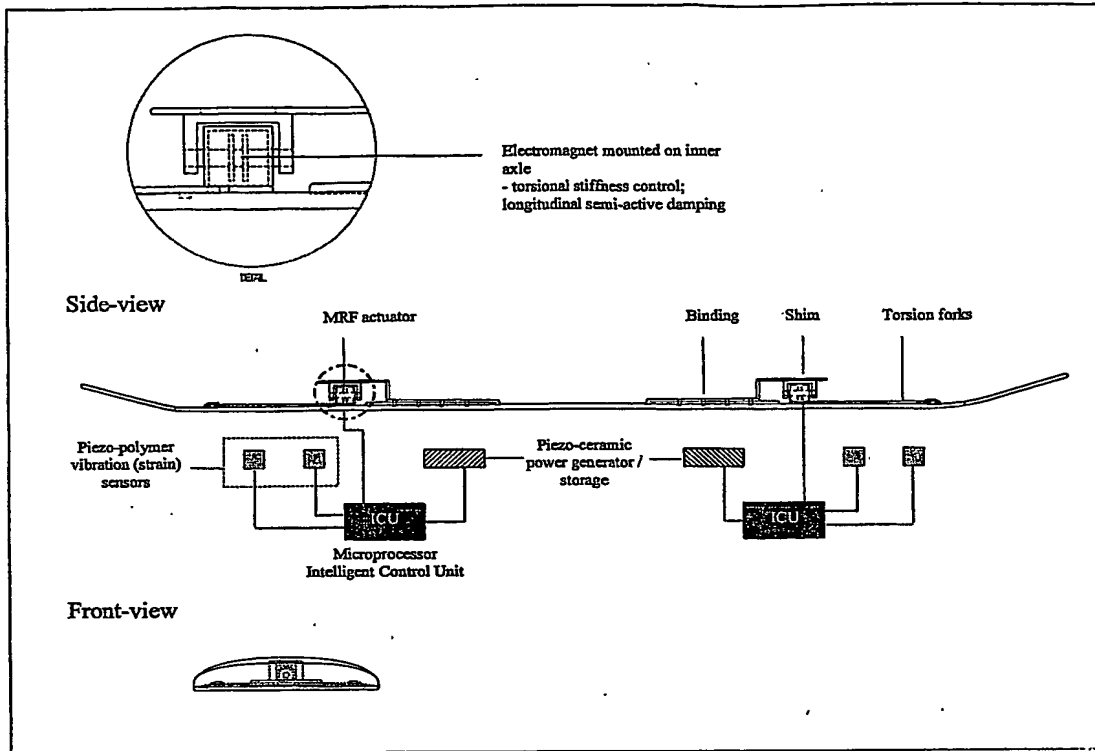 Electromagnet mounted on inner
axle
- torsional stiffness control;
longitudinal semi-active damping
DETAIL
Side-view
MRF actuator
Binding
Shim
Torsion forks
Piezo-polymer
vibration (strain)
sensors
Piezo-ceramic
power generator /
storage
ICU
ICU
Microprocessor
Intelligent Control Unit
Front-view